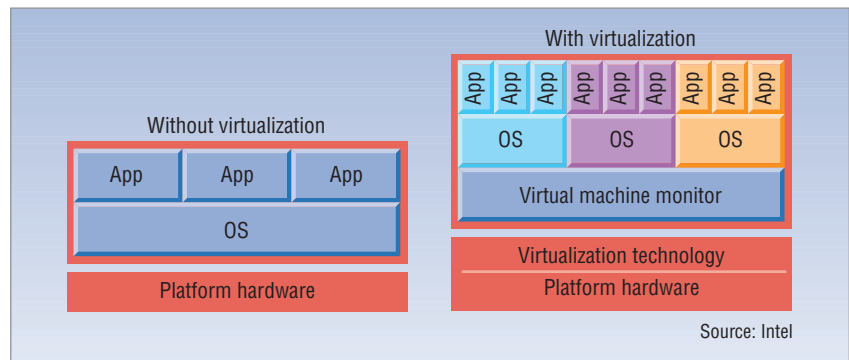 Without virtualization
App App App
OS
Platform hardware
With virtualization
App App App App App App App App App
OS OS OS
Virtual machine monitor
Virtualization technology
Platform hardware
Source: Intel